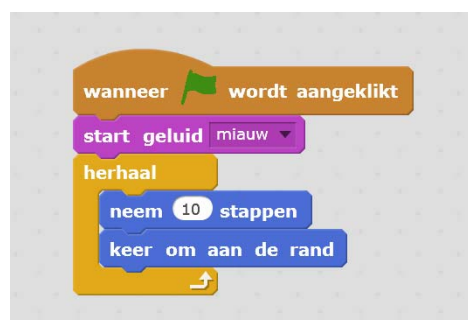 wanneer wordt aangeklikt
start geluid miauw
herhaal
neem 10 stappen
keer om aan de rand